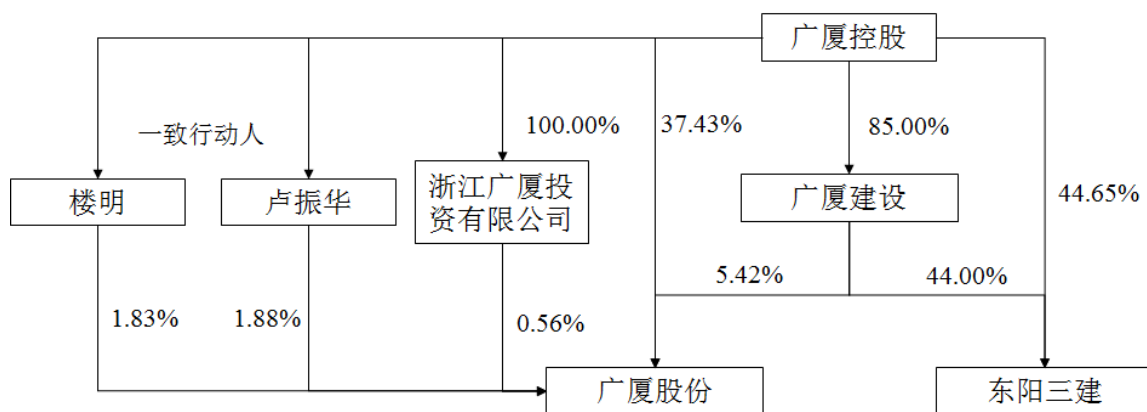 广厦控股
一致行动人
100.00%
37.43%
85.00%
楼明
卢振华
浙江广厦投
资有限公司
广厦建设
44.65%
5.42%
44.00%
1.83%
1.88%
0.56%
广厦股份
东阳三建